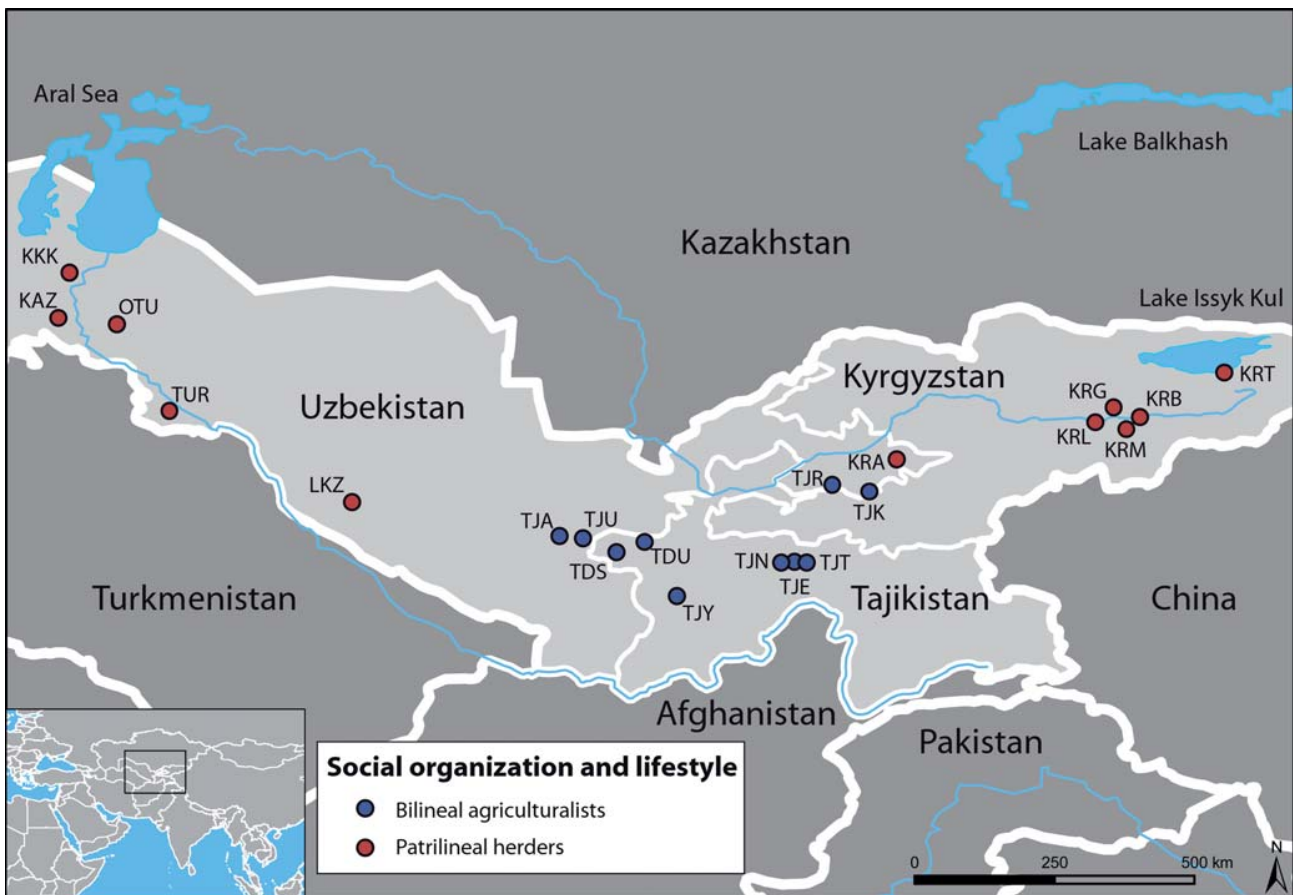 Aral Sea
Lake Balkhash
Kazakhstan
KKK
KAZ
OTU
Lake Issyk Kul
Kyrgyzstan
KRT
TUR
Uzbekistan
KRG
KRB
KRL
KRM
KRA
TJR
TJK
LKZ
TJA
TJU
TDS
TDU
TJN
TJE
TJT
TJY
Tajikistan
Turkmenistan
China
Afghanistan
Pakistan
Social organization and lifestyle
Bilineal agriculturalists
Patrilineal herders
0 250 500 km
N